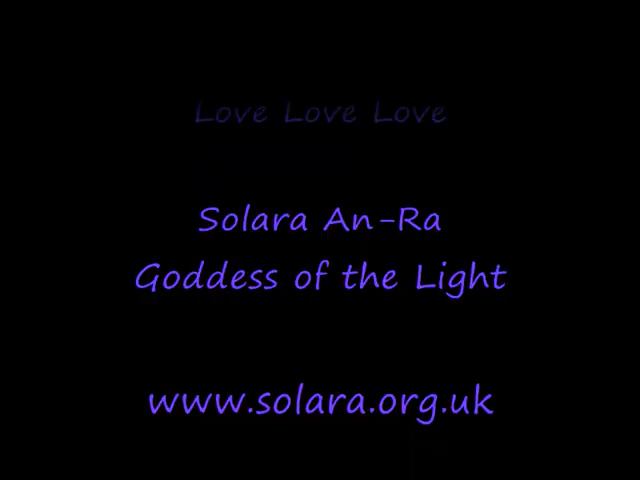 Love Love Love
Solara An-Ra
Goddess of the Light
www.solara.org.uk